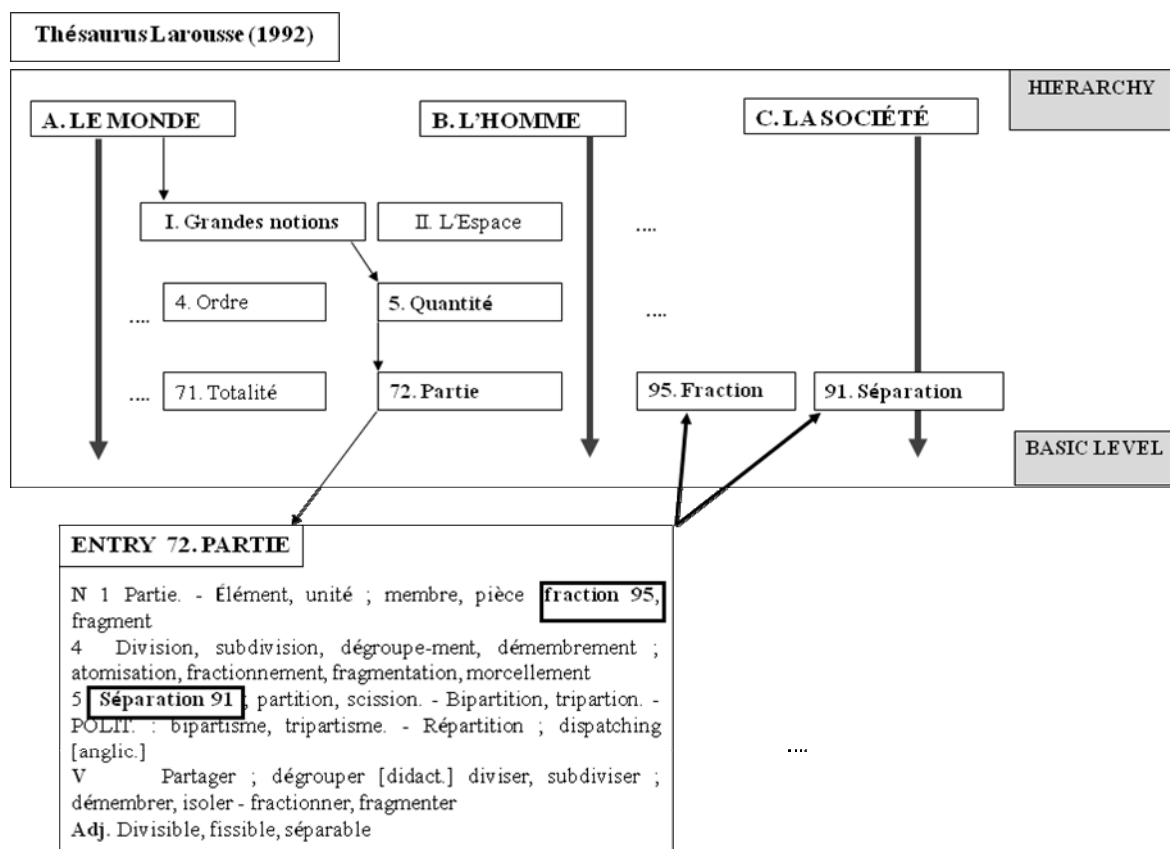 Thésaurus Larousse (1992)
HIERARCHY
A. LE MONDE
B. L'HOMME
C. LA SOCIÉTÉ
I. Grandes notions
II. L'Espace
....
....
4. Ordre
5. Quantité
....
....
71. Totalité
72. Partie
95. Fraction
91. Séparation
BASIC LEVEL
ENTRY 72. PARTIE
N 1 Partie. - Élément, unité ; membre, pièce fraction 95,
fragment
4 Division, subdivision, dégroupe-ment, démembrement ;
atomisation, fractionnement, fragmentation, morcellement
5 Séparation 91 ; partition, scission. - Bipartition, tripartion. -
POLIT. : bipartisme, tripartisme. - Répartition ; dispatching
[anglic.]
V Partager ; dégrouper [didact.] diviser, subdiviser ;
démembrer, isoler - fractionner, fragmenter
Adj. Divisible, fissible, séparable
....